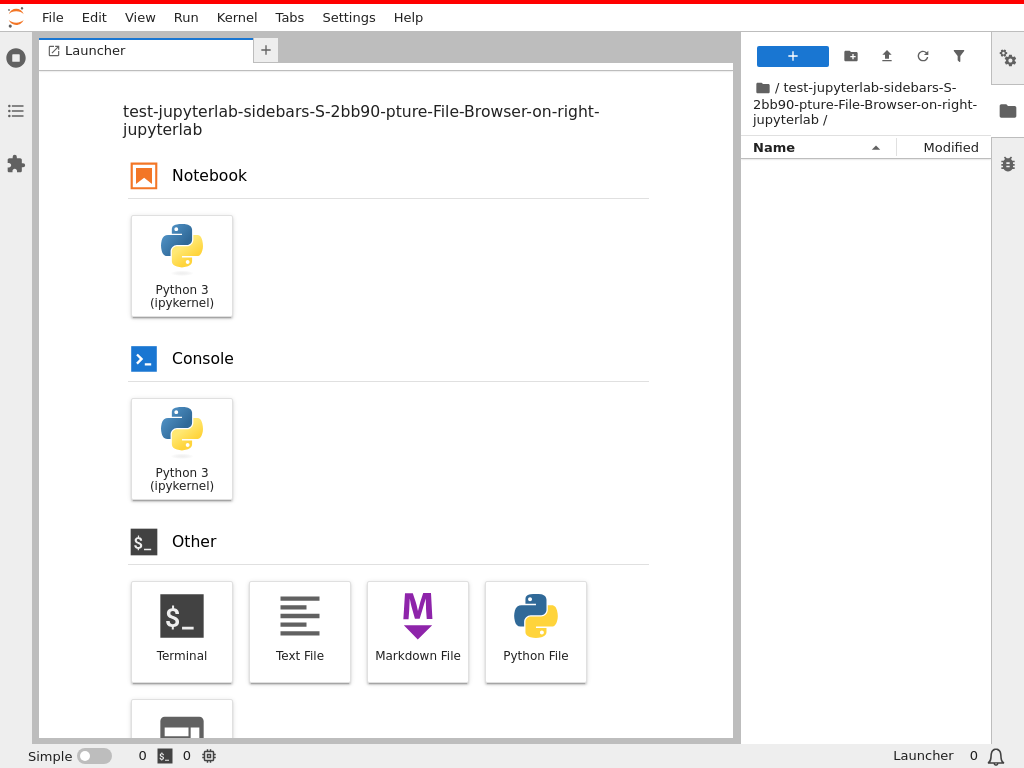 File Edit View Run Kernel Tabs Settings Help
Launcher
+
/ test-jupyterlab-sidebars-S-
2bb90-pture-File-Browser-on-right-
jupyterlab /
Name Modified
test-jupyterlab-sidebars-S-2bb90-pture-File-Browser-on-right-
jupyterlab
Notebook
Python 3
(ipykernel)
Console
Python 3
(ipykernel)
$_ Other
$_
Terminal
Text File
M
Markdown File
Python File
Simple 0 $_ 0 Launcher 0